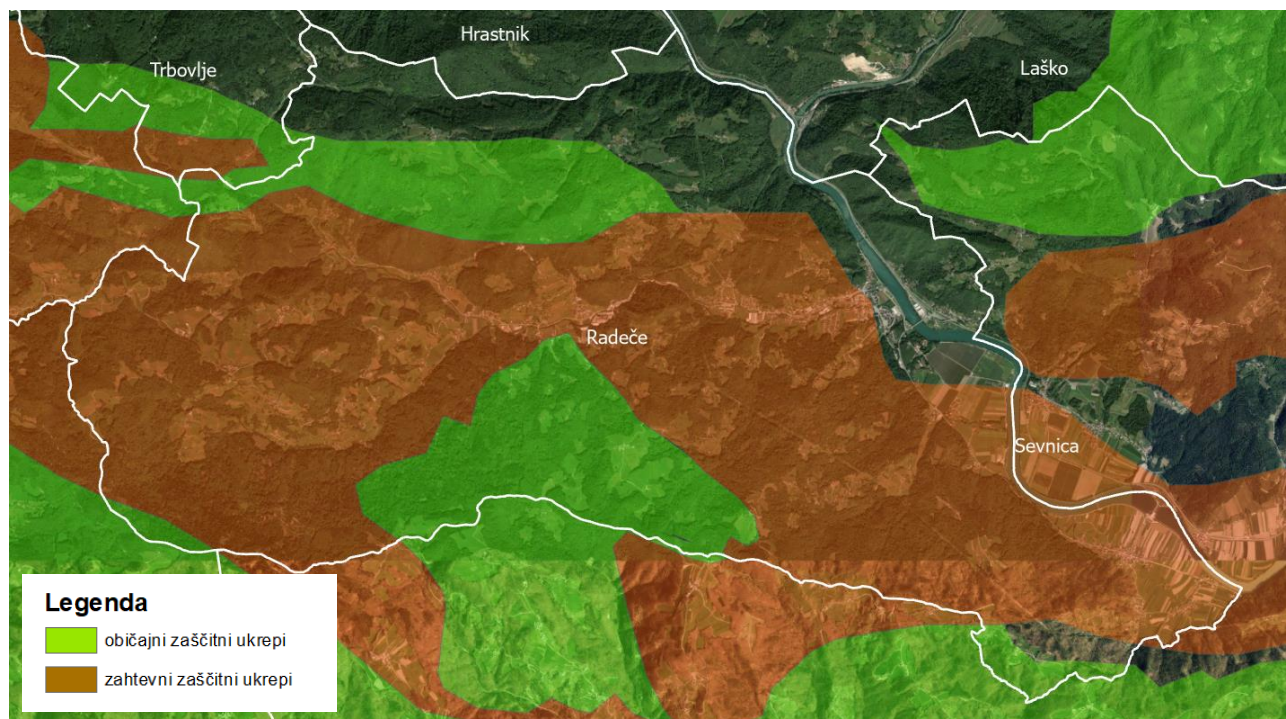 Hrastnik
Trbovlje
Laško
Radeče
Sevnica
Legenda
običajni zaščitni ukrepi
zahtevni zaščitni ukrepi